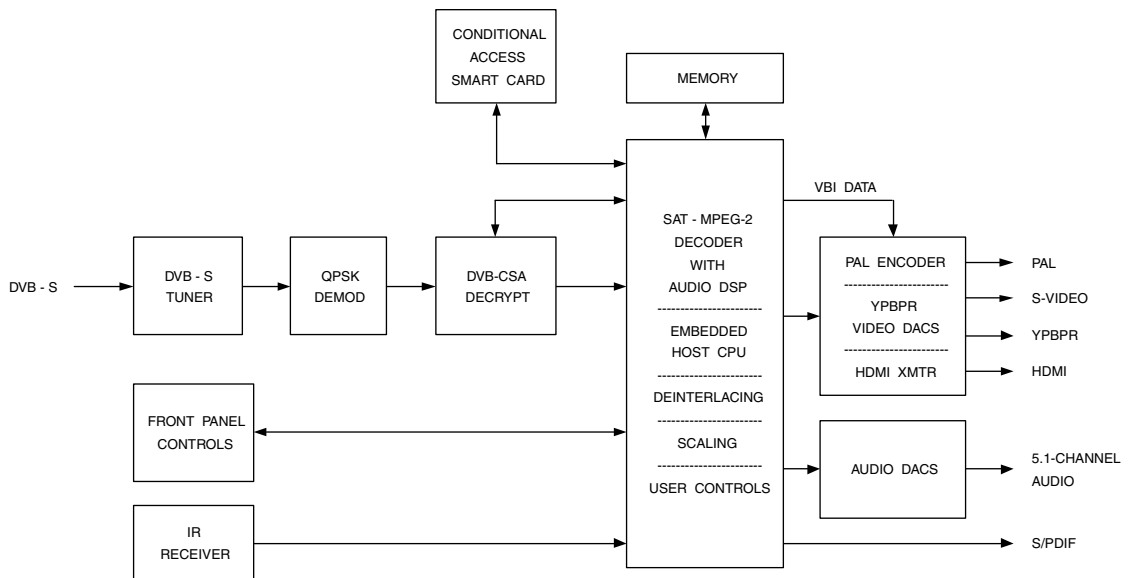 CONDITIONAL
ACCESS
SMART CARD
MEMORY
VBI DATA
SAT - MPEG-2
DECODER
WITH
AUDIO DSP
-----------------------
EMBEDDED
HOST CPU
-----------------------
DEINTERLACING
-----------------------
SCALING
-----------------------
USER CONTROLS
DVB - S
DVB - S
TUNER
QPSK
DEMOD
DVB-CSA
DECRYPT
PAL ENCODER
----------------------
YPBPR
VIDEO DACS
----------------------
HDMI XMTR
PAL
S-VIDEO
YPBPR
HDMI
FRONT PANEL
CONTROLS
AUDIO DACS
5.1-CHANNEL
AUDIO
IR
RECEIVER
S/PDIF